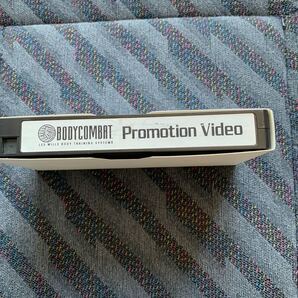 BODYCOMBAT Promotion Video
LES MILLS BODY TRAINING SYSTEMS